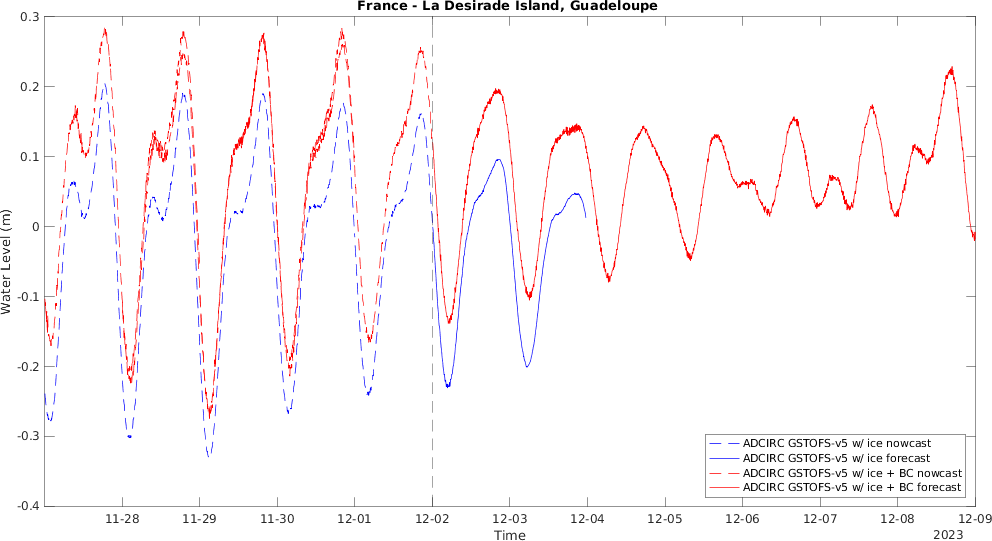 France - La Desirade Island, Guadeloupe
0.3
0.2
0.1
0
-0.1
-0.2
-0.3
-0.4
Water Level (m)
ADCIRC GSTOFS-v5 w/ ice nowcast
ADCIRC GSTOFS-v5 w/ ice forecast
ADCIRC GSTOFS-v5 w/ ice + BC nowcast
ADCIRC GSTOFS-v5 w/ ice + BC forecast
11-28 11-29 11-30 12-01 12-02 12-03 12-04 12-05 12-06 12-07 12-08 12-09
Time
2023